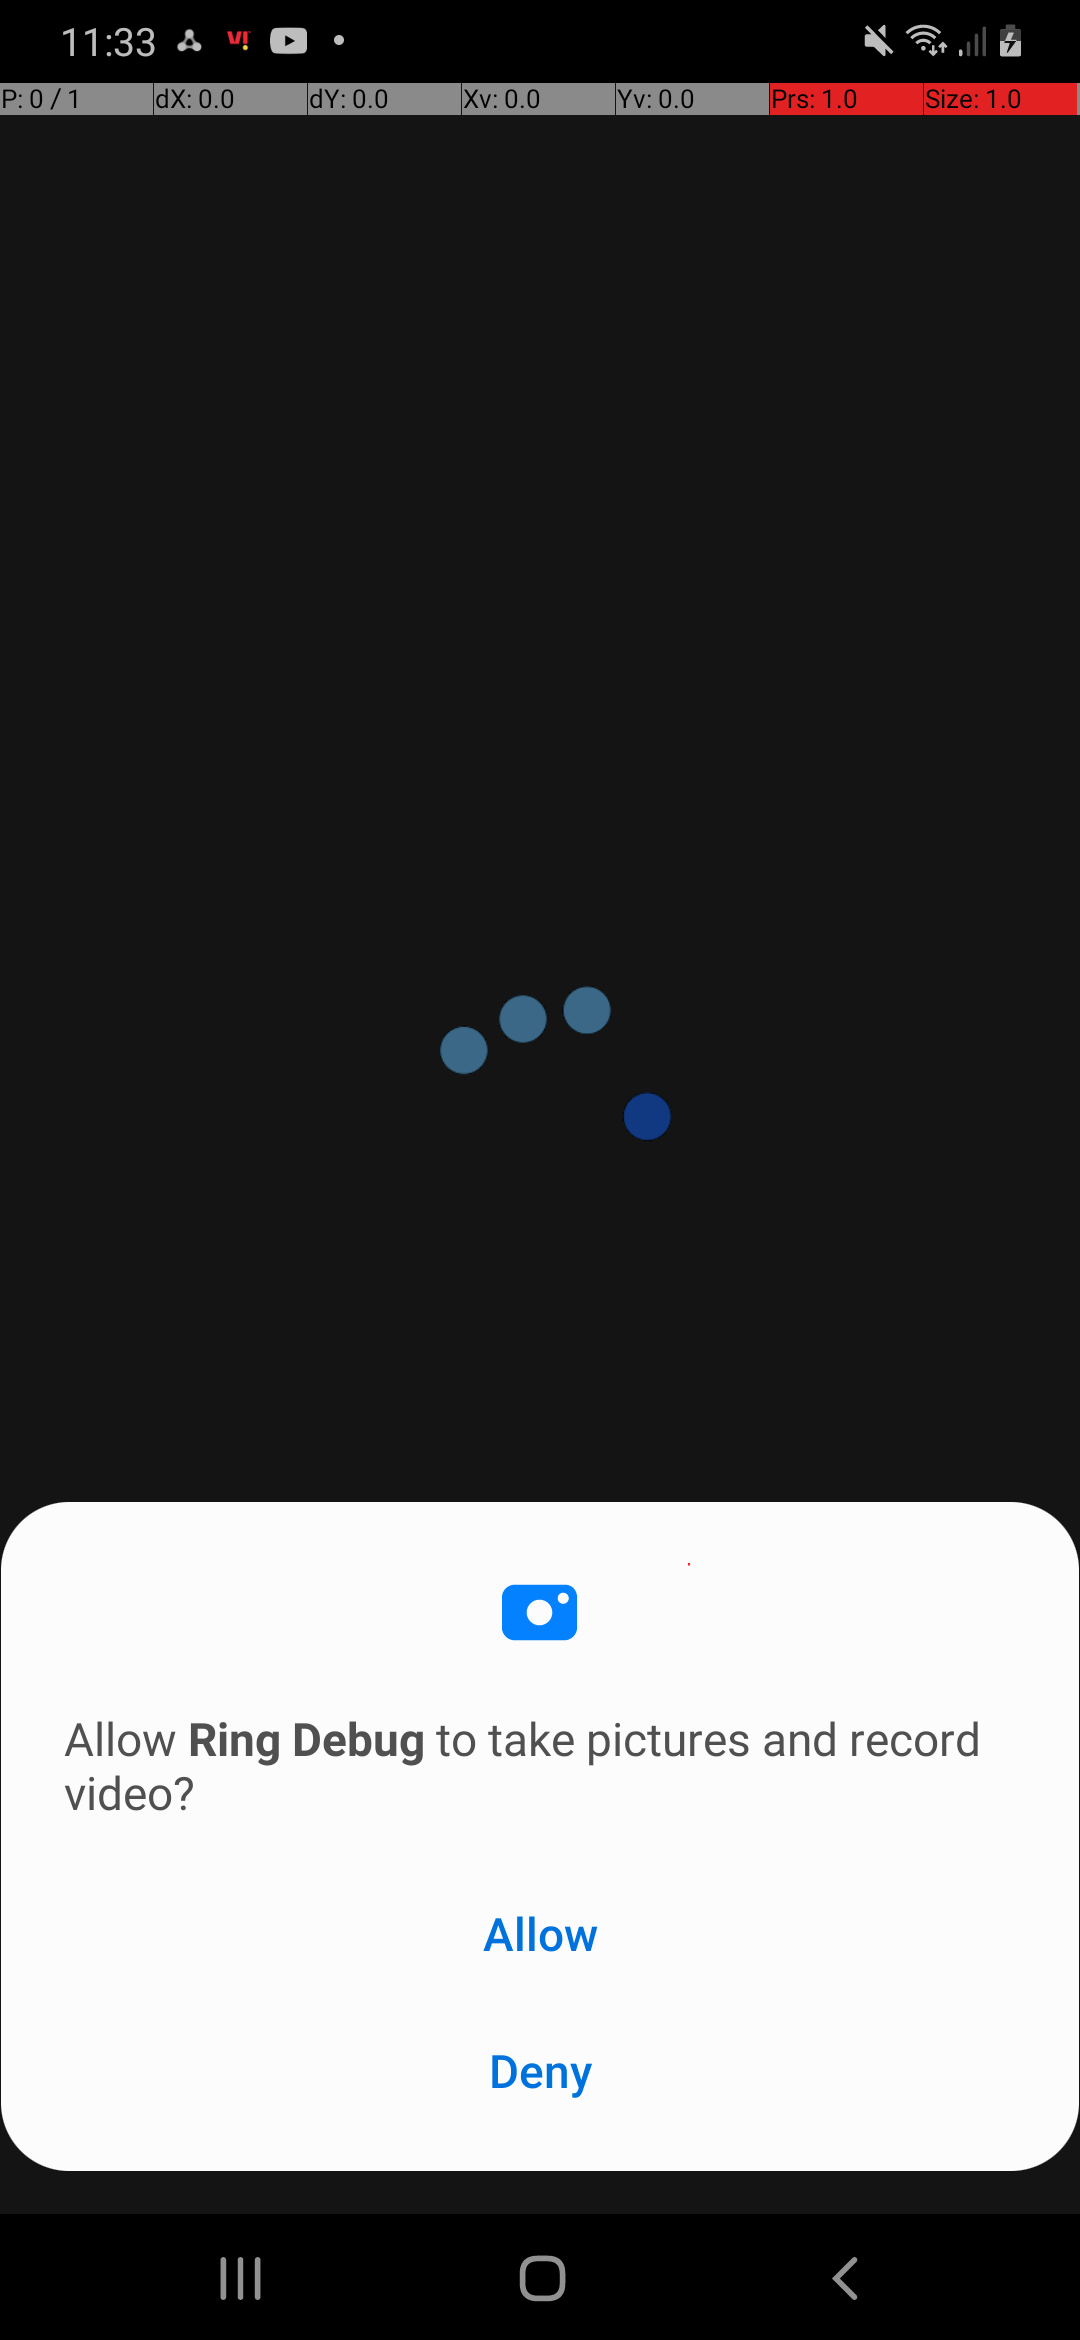 11:33
P: 0 / 1 dX: 0.0 dY: 0.0 Xv: 0.0 Yv: 0.0 Prs: 1.0 Size: 1.0
Allow Ring Debug to take pictures and record
video?
Allow
Deny